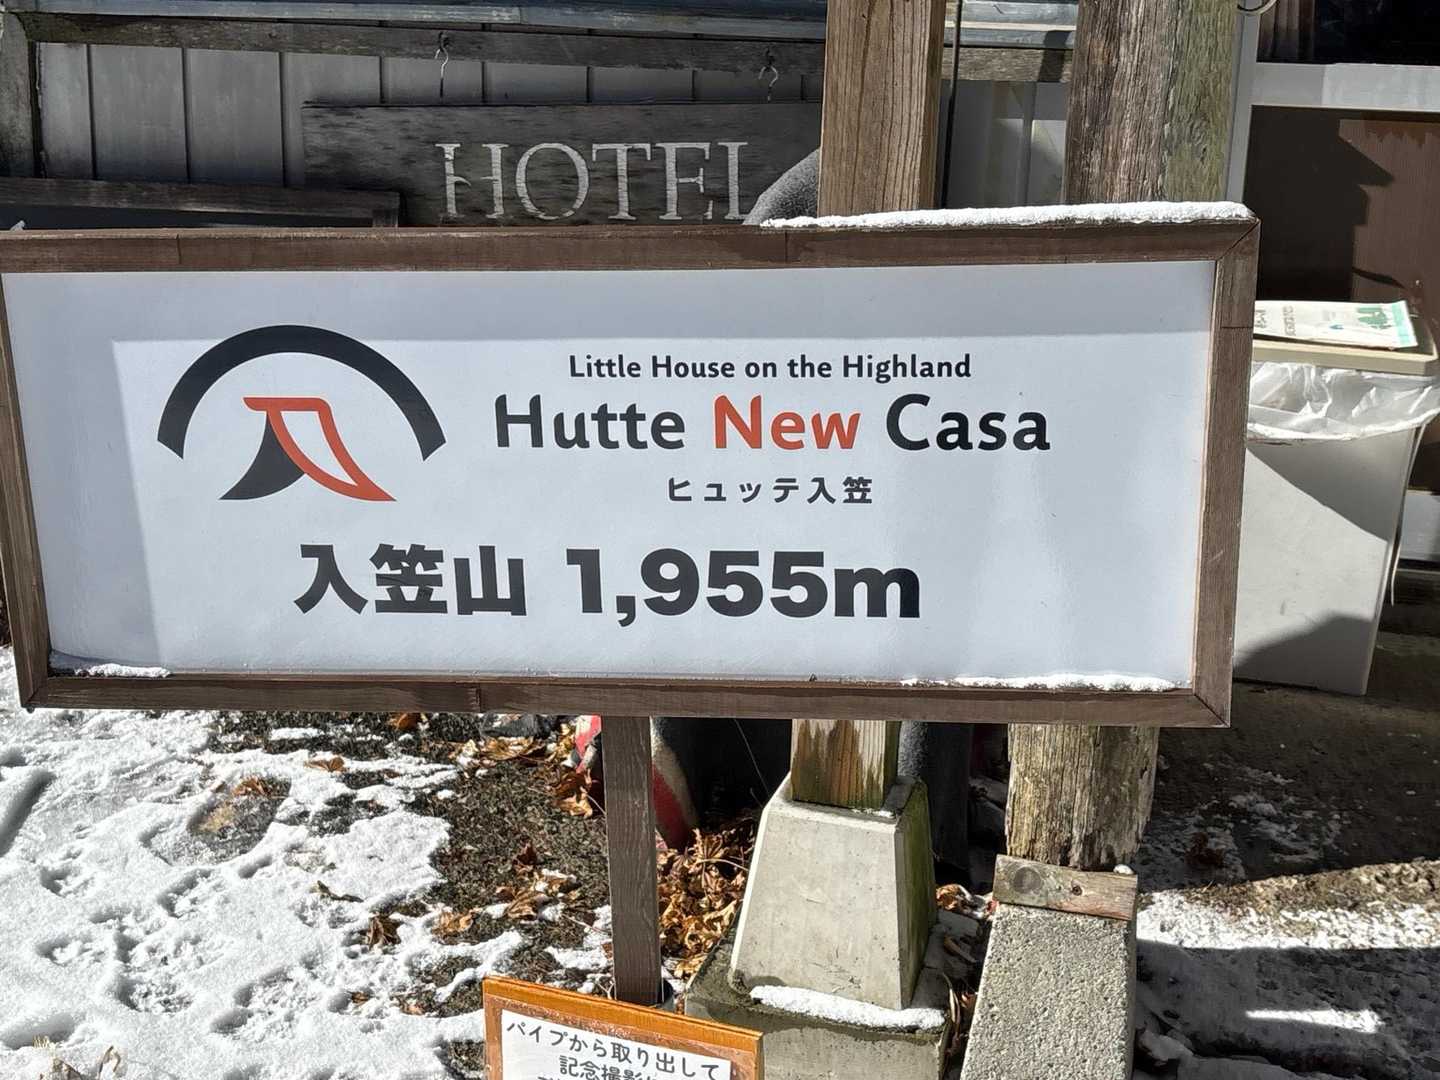 HOTEL
Little House on the Highland
Hutte New Casa
ヒュッテ入笠
入笠山 1,955m
パイプから取り出して
記念撮影